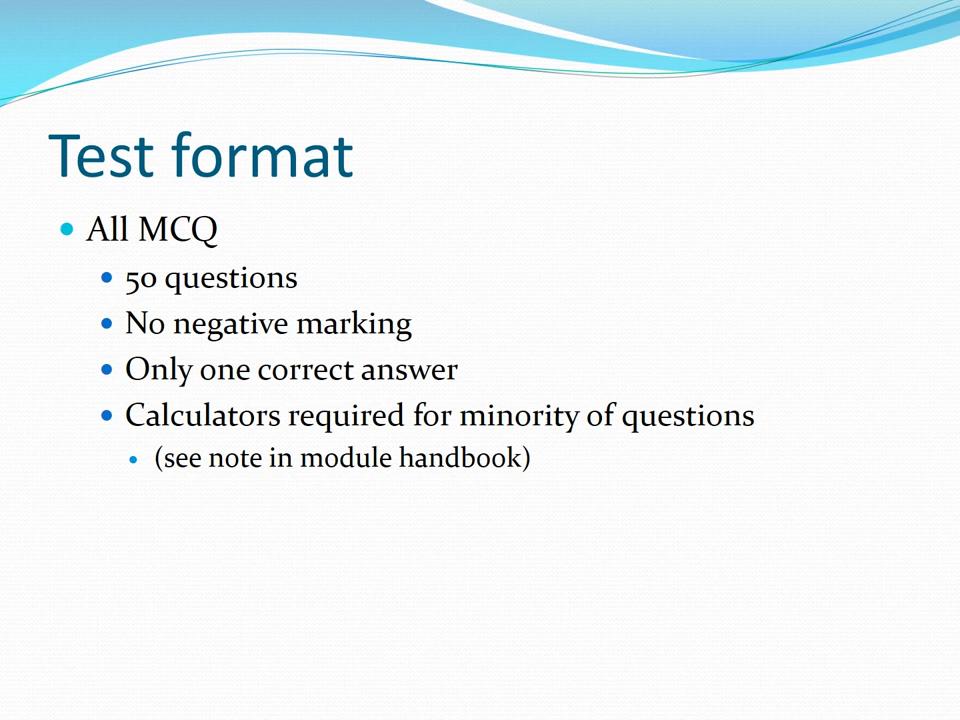 Test format
All MCQ
50 questions
No negative marking
Only one correct answer
Calculators required for minority of questions
(see note in module handbook)